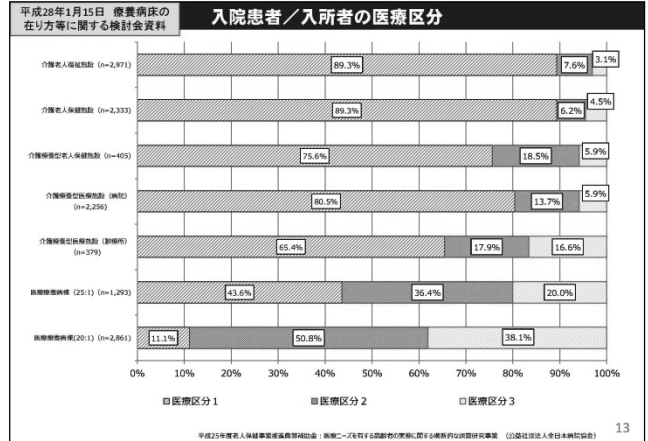 平成28年1月15日 療養病床の
在り方等に関する検討会資料
入院患者／入所者の医療区分
介護老人福祉施設 (n=2,971)
89.3%
7.6%
3.1%
介護老人保健施設 (n=2,333)
89.3%
6.2%
4.5%
介護療養型老人保健施設 (n=405)
75.6%
18.5%
5.9%
介護療養型医療施設 (病院)
(n=2,256)
80.5%
13.7%
5.9%
介護療養型医療施設 (診療所)
(n=379)
65.4%
17.9%
16.6%
医療療養病棟 (25:1) (n=1,293)
43.6%
36.4%
20.0%
医療療養病棟(20:1) (n=2,861)
11.1%
50.8%
38.1%
0% 10% 20% 30% 40% 50% 60% 70% 80% 90% 100%
医療区分１ 医療区分２ 医療区分３
平成25年度老人保健事業推進費等補助金：医療ニーズを有する高齢者の実態に関する横断的な調査研究事業 （公益社団法人全日本病院協会）
13